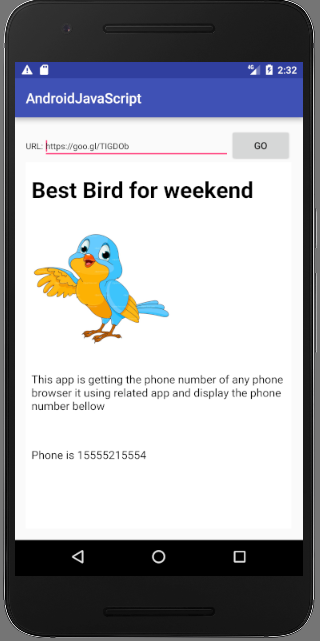 4G 2:32
AndroidJavaScript
URL: https://goo.gl/TIGDOb GO
Best Bird for weekend
This app is getting the phone number of any phone
browser it using related app and display the phone
number bellow
Phone is 15555215554